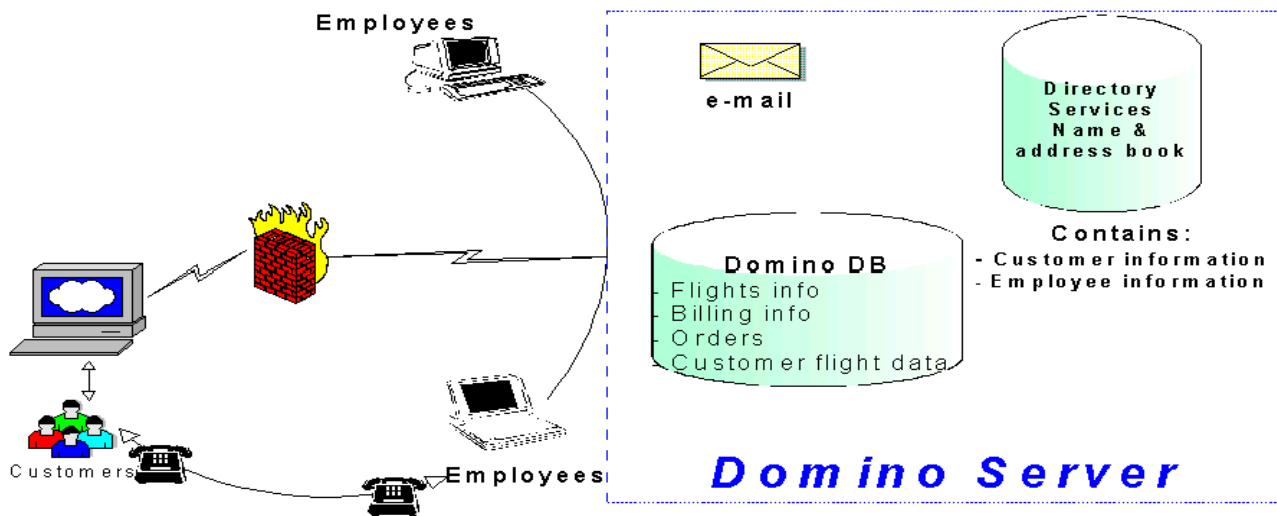 Employees
e-mail
Directory
Services
Name &
address book
Contains:
- Customer information
- Employee information
Domino DB
- Flights info
- Billing info
- Orders
- Customer flight data
Customers
Employees
Domino Server